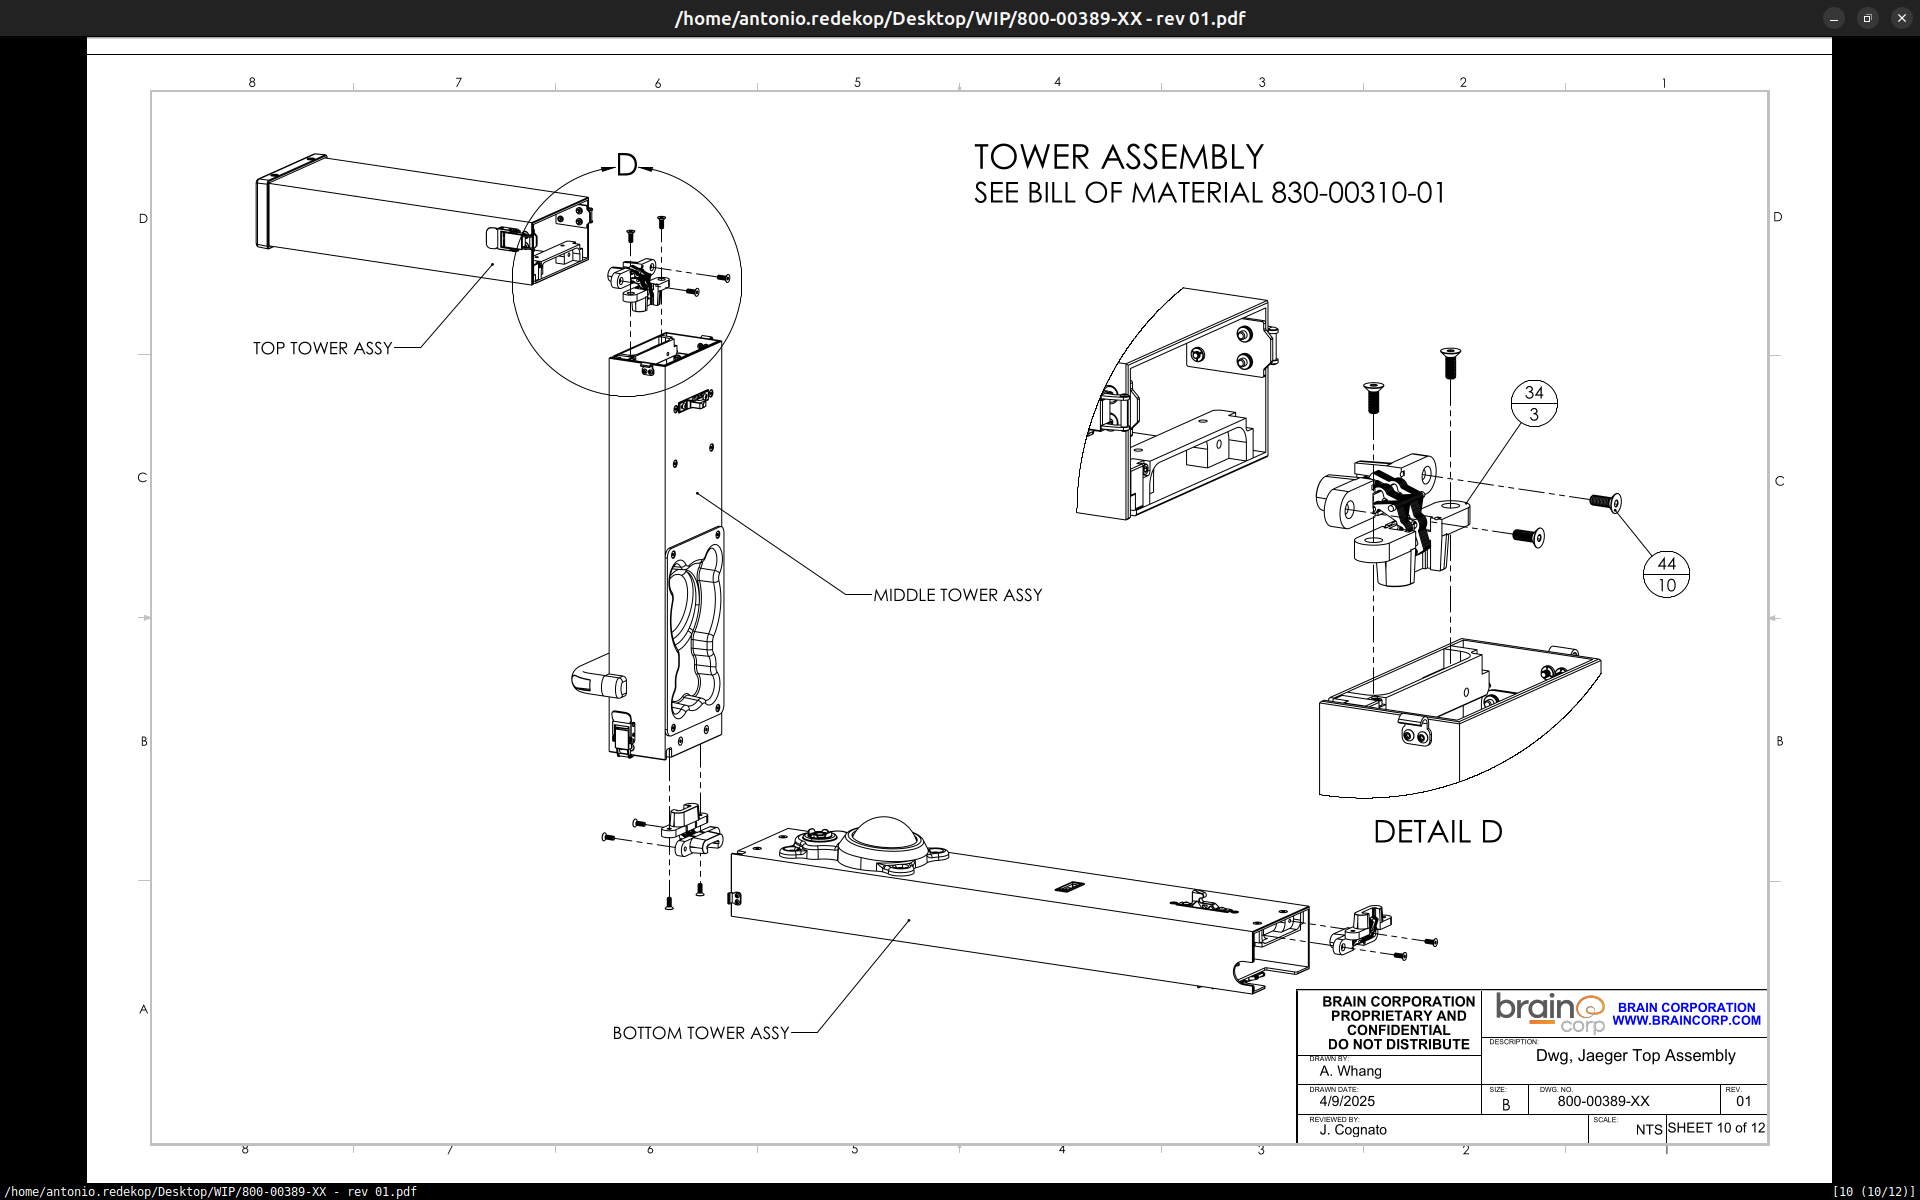 /home/antonio.redekop/Desktop/WIP/800-00389-XX - rev 01.pdf
8 7 6 5 4 3 2 1
D
D
D
TOWER ASSEMBLY
SEE BILL OF MATERIAL 830-00310-01
TOP TOWER ASSY
34
3
C
C
44
10
MIDDLE TOWER ASSY
B
B
DETAIL D
A
BOTTOM TOWER ASSY
BRAIN CORPORATION
PROPRIETARY AND
CONFIDENTIAL
DO NOT DISTRIBUTE
brain
corp
BRAIN CORPORATION
WWW.BRAINCORP.COM
DESCRIPTION:
Dwg, Jaeger Top Assembly
DRAWN BY:
A. Whang
DRAWN DATE:
4/9/2025
SIZE:
B
DWG. NO.
800-00389-XX
REV.
01
REVIEWED BY:
J. Cognato
SCALE:
NTS
SHEET 10 of 12
8 7 6 5 4 3 2 1
/home/antonio.redekop/Desktop/WIP/800-00389-XX - rev 01.pdf
[10 (10/12)]